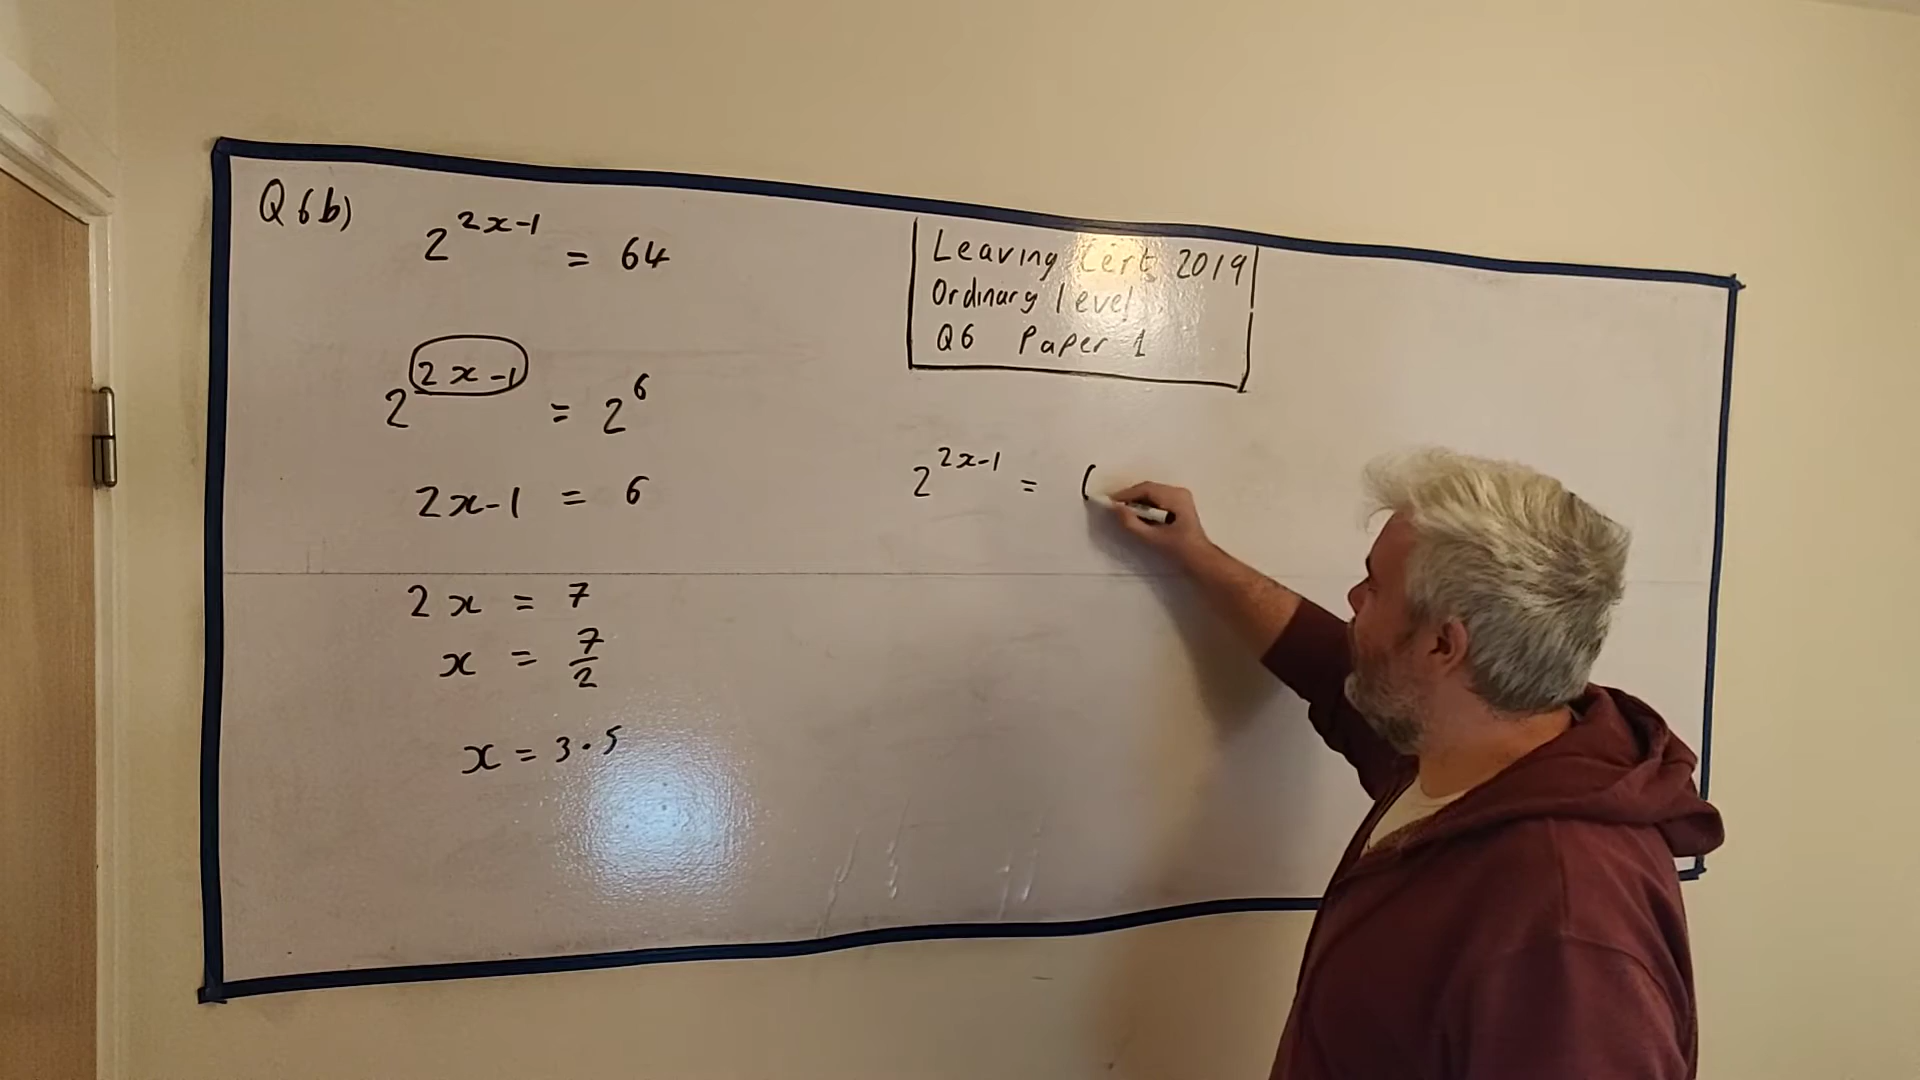 Q6b)
2^{2x-1} = 64
2^{2x-1} = 2^6
2x-1 = 6
2x = 7
x = 7/2
x = 3.5
Leaving Cert 2019
Ordinary level
Q6 Paper 1
2^{2x-1} = (